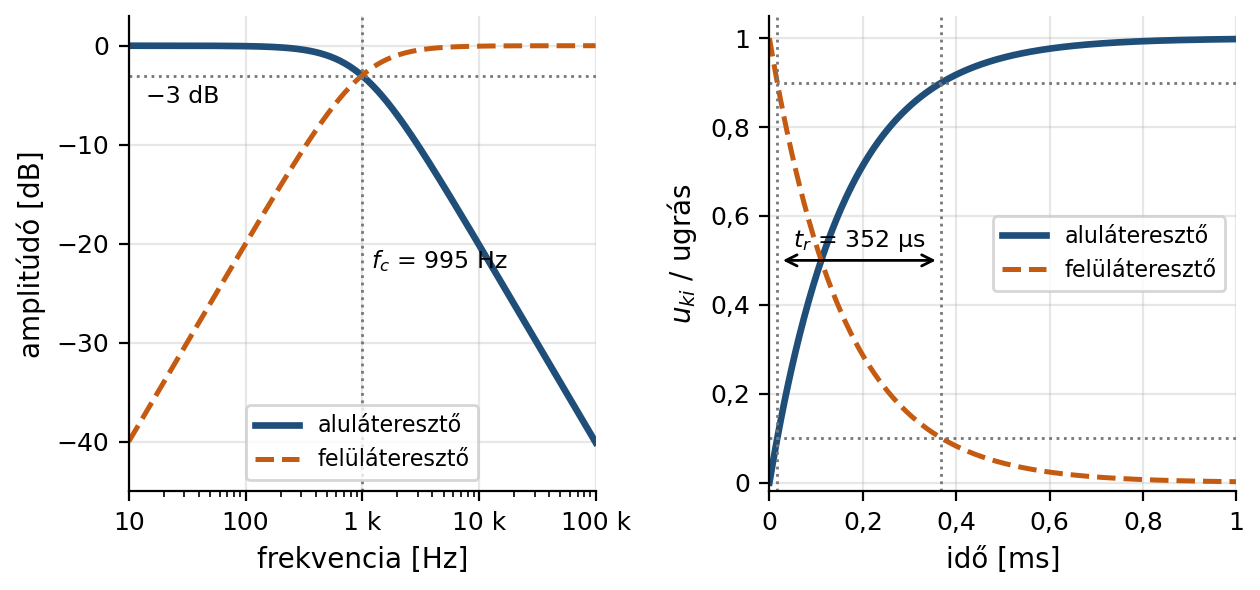 0
−10
−20
−30
−40
amplitúdó [dB]
−3 dB
f_c = 995 Hz
aluláteresztő
felüláteresztő
10
100
1 k
10 k
100 k
frekvencia [Hz]
1
0,8
0,6
0,4
0,2
0
u_ki / ugrás
t_r = 352 µs
aluláteresztő
felüláteresztő
0
0,2
0,4
0,6
0,8
1
idő [ms]